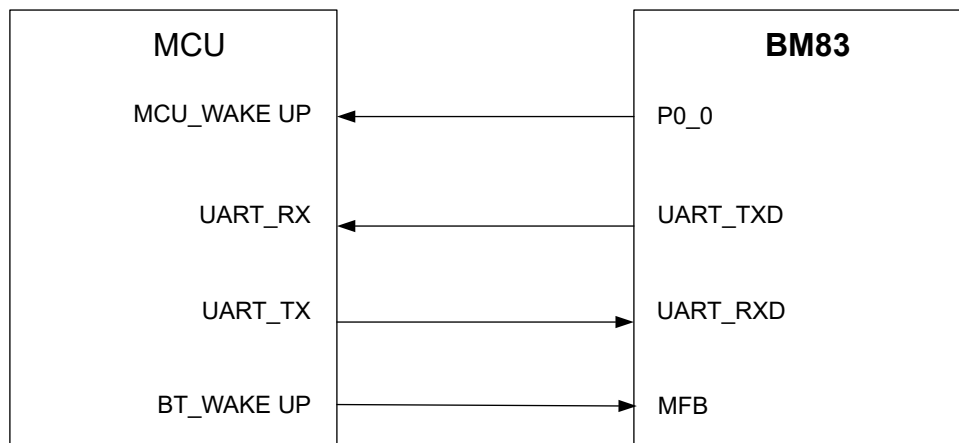 MCU
BM83
MCU_WAKE UP
P0_0
UART_RX
UART_TXD
UART_TX
UART_RXD
BT_WAKE UP
MFB